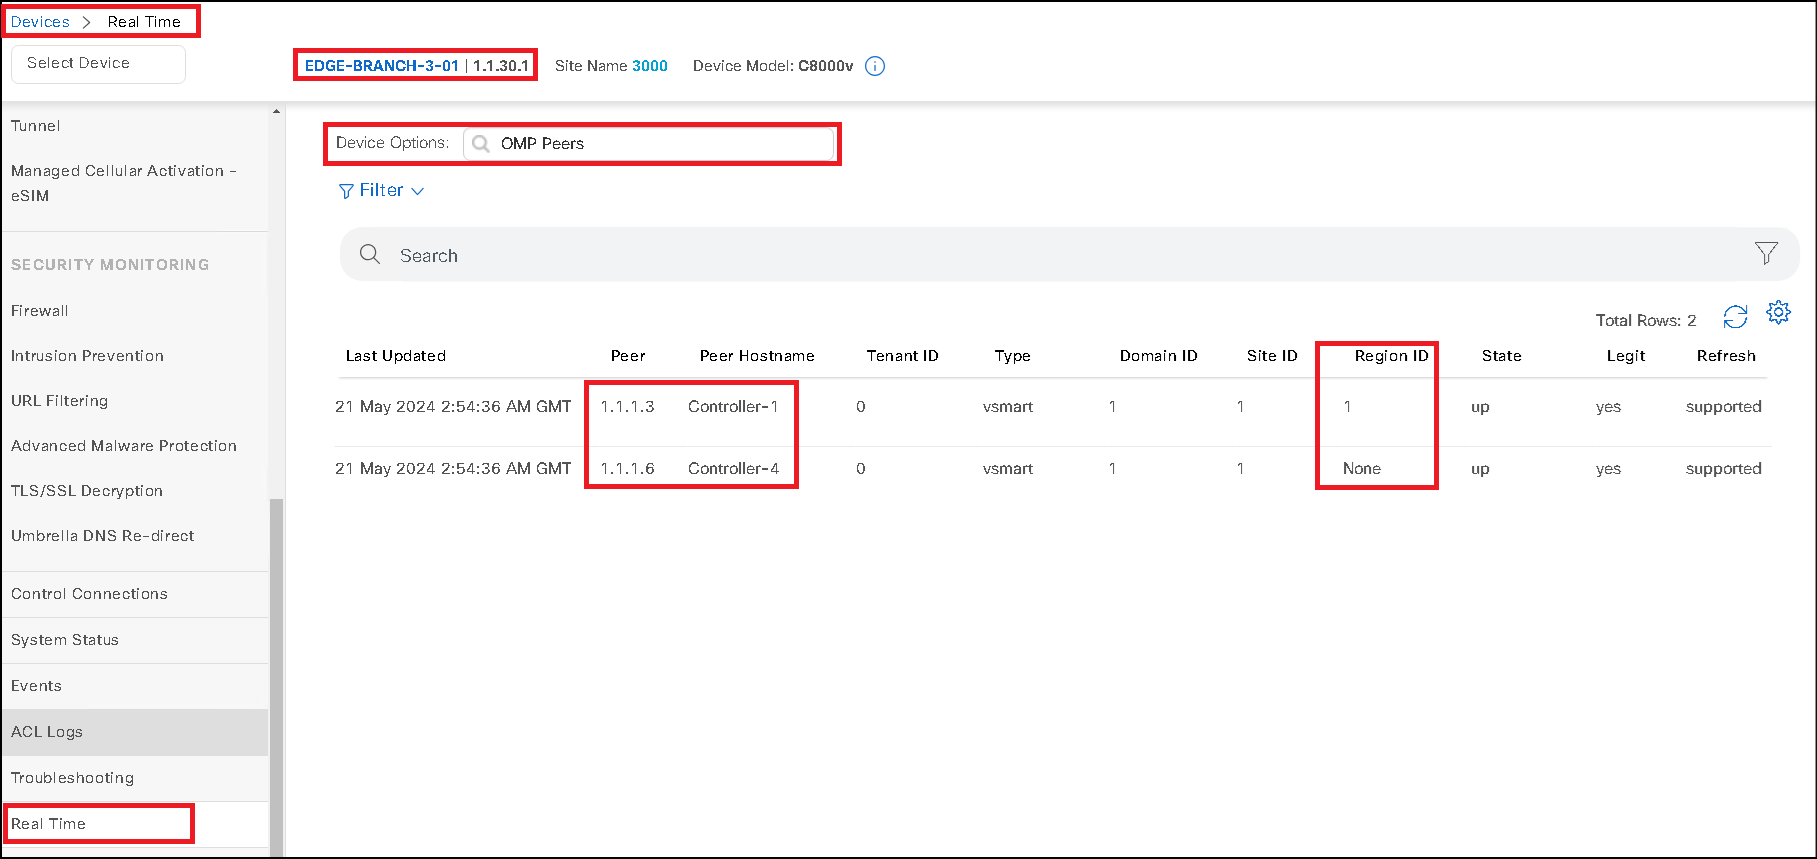 Devices > Real Time
Select Device
EDGE-BRANCH-3-01 | 1.1.30.1 Site Name 3000 Device Model: C8000v
Tunnel
Managed Cellular Activation -
eSIM
SECURITY MONITORING
Firewall
Intrusion Prevention
URL Filtering
Advanced Malware Protection
TLS/SSL Decryption
Umbrella DNS Re-direct
Control Connections
System Status
Events
ACL Logs
Troubleshooting
Real Time
Device Options: OMP Peers
Filter
Search
Total Rows: 2
Last Updated Peer Peer Hostname Tenant ID Type Domain ID Site ID Region ID State Legit Refresh
21 May 2024 2:54:36 AM GMT 1.1.1.3 Controller-1 0 vsmart 1 1 1 up yes supported
21 May 2024 2:54:36 AM GMT 1.1.1.6 Controller-4 0 vsmart 1 1 None up yes supported